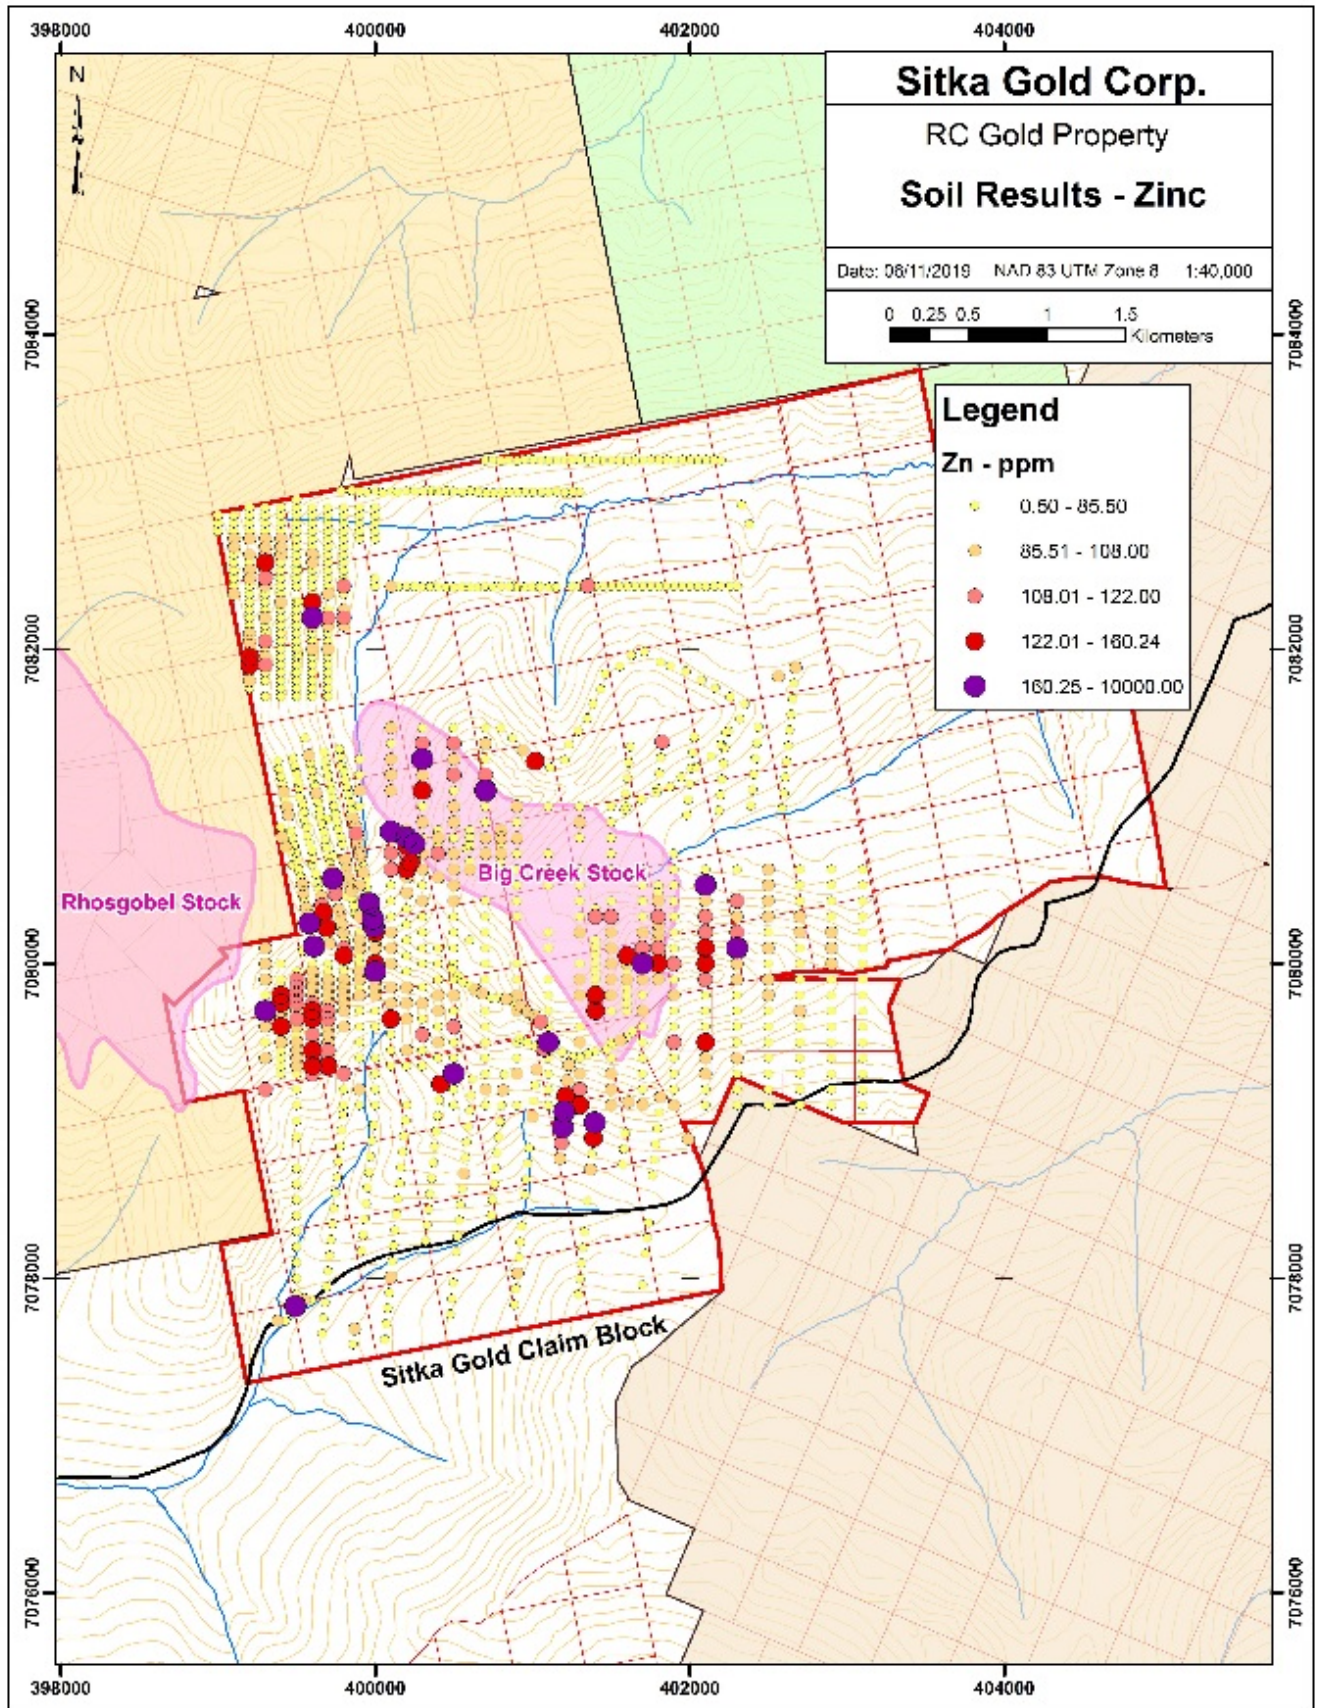 398000 400000 402000 404000
N
Sitka Gold Corp.
RC Gold Property
Soil Results - Zinc
Date: 06/11/2019 NAD 83 UTM Zone 8 1:40,000
0 0.25 0.5 1 1.5
Kilometers
7084000 7084000
Legend
Zn - ppm
0.50 - 85.50
85.51 - 108.00
108.01 - 122.00
122.01 - 160.24
160.25 - 10000.00
7082000 7082000
Big Creek Stock
Rhosgobel Stock
7080000 7080000
7078000 7078000
Sitka Gold Claim Block
7076000 7076000
398000 400000 402000 404000